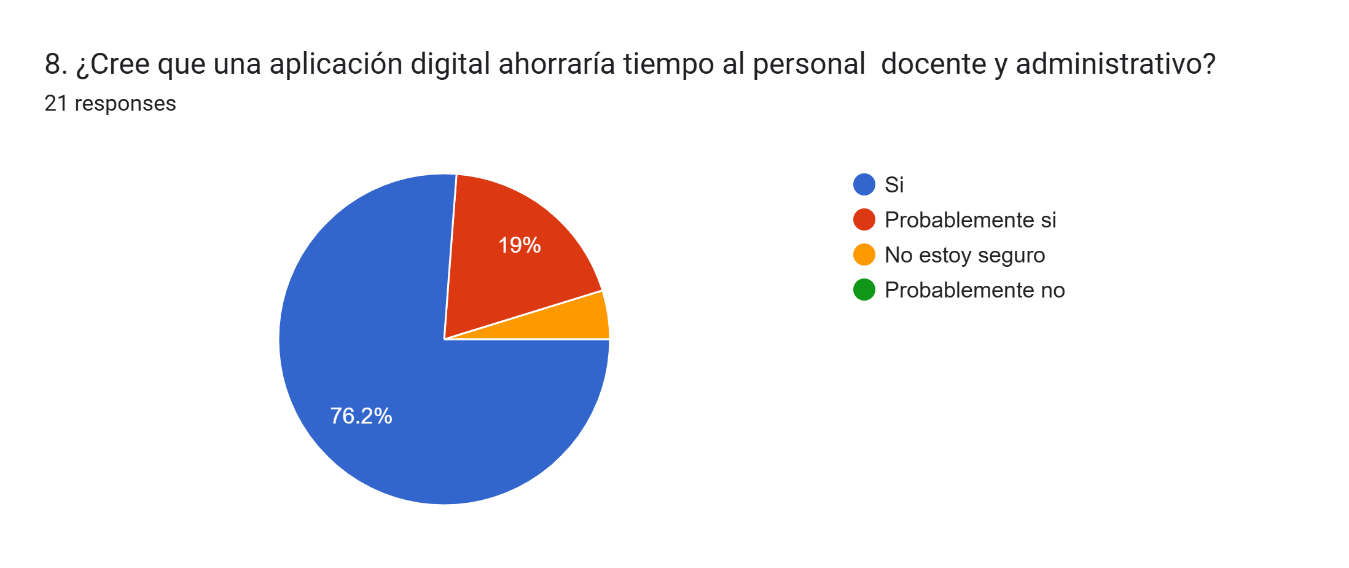 8. ¿Cree que una aplicación digital ahorraría tiempo al personal  docente y administrativo?
21 responses
Si
Probablemente si
No estoy seguro
Probablemente no
19%
76.2%